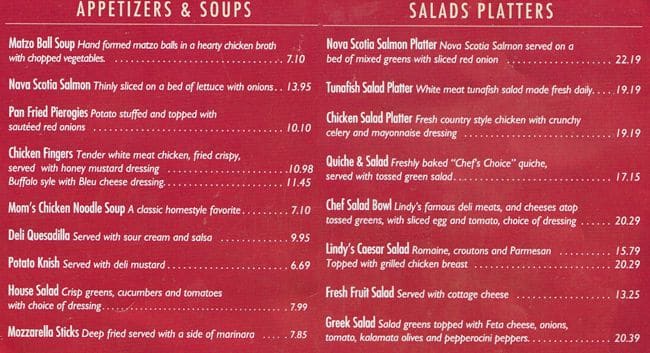 APPETIZERS & SOUPS
Matzo Ball Soup Hand formed matzo balls in a hearty chicken broth
with chopped vegetables. . . . . . . . . . . . . . . . . . . . . . . . . . . . 7.10
Nava Scotia Salmon Thinly sliced on a bed of lettuce with onions . . 13.95
Pan Fried Pierogies Potato stuffed and topped with
sautéed red onions . . . . . . . . . . . . . . . . . . . . . . . . . . . . . . 10.10
Chicken Fingers Tender white meat chicken, fried crispy,
served with honey mustard dressing . . . . . . . . . . . . . . . . . . .10.98
Buffalo syle with Bleu cheese dressing. . . . . . . . . . . . . . . . . . . 11.45
Mom's Chicken Noodle Soup A classic homestyle favorite . . . . . . . . 7.10
Deli Quesadilla Served with sour cream and salsa . . . . . . . . . . . . 9.95
Potato Knish Served with deli mustard . . . . . . . . . . . . . . . . . . . 6.69
House Salad Crisp greens, cucumbers and tomatoes
with choice of dressing. . . . . . . . . . . . . . . . . . . . . . . . . . . . 7.99
Mozzarella Sticks Deep fried served with a side of marinara . . . . . 7.85
SALADS PLATTERS
Nova Scotia Salmon Platter Nova Scotia Salmon served on a
bed of mixed greens with sliced red onion . . . . . . . . . . . . . . 22.19
Tunafish Salad Platter White meat tunafish salad made fresh daily. . . . 19.19
Chicken Salad Platter Fresh country style chicken with crunchy
celery and mayonnaise dressing . . . . . . . . . . . . . . . . . . . . 19.19
Quiche & Salad Freshly baked "Chef's Choice" quiche,
served with tossed green salad. . . . . . . . . . . . . . . . . . . . . . 17.15
Chef Salad Bowl Lindy's famous deli meats, and cheeses atop
tossed greens, with sliced egg and tomato, choice of dressing . . . . . . 20.29
Lindy's Caesar Salad Romaine, croutons and Parmesan . . . . . . 15.79
Topped with grilled chicken breast . . . . . . . . . . . . . . . . . . . 20.29
Fresh Fruit Salad Served with cottage cheese . . . . . . . . . . . . . 13.25
Greek Salad Salad greens topped with Feta cheese, onions,
tomato, kalamata olives and pepperocini peppers. . . . . . . . . . . . . 20.39